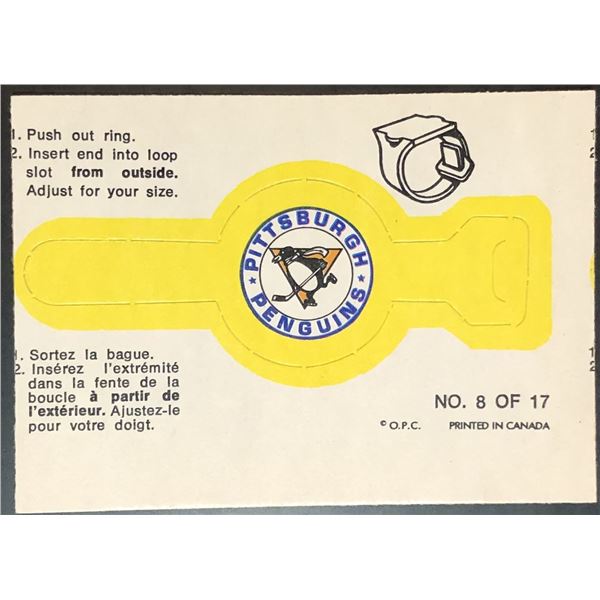 1. Push out ring.
2. Insert end into loop
slot from outside.
Adjust for your size.
PITTSBURGH
PENGUINS
1. Sortez la bague.
2. Insérez l'extrémité
dans la fente de la
boucle à partir de
l'extérieur. Ajustez-le
pour votre doigt.
NO. 8 OF 17
© O.P.C. PRINTED IN CANADA